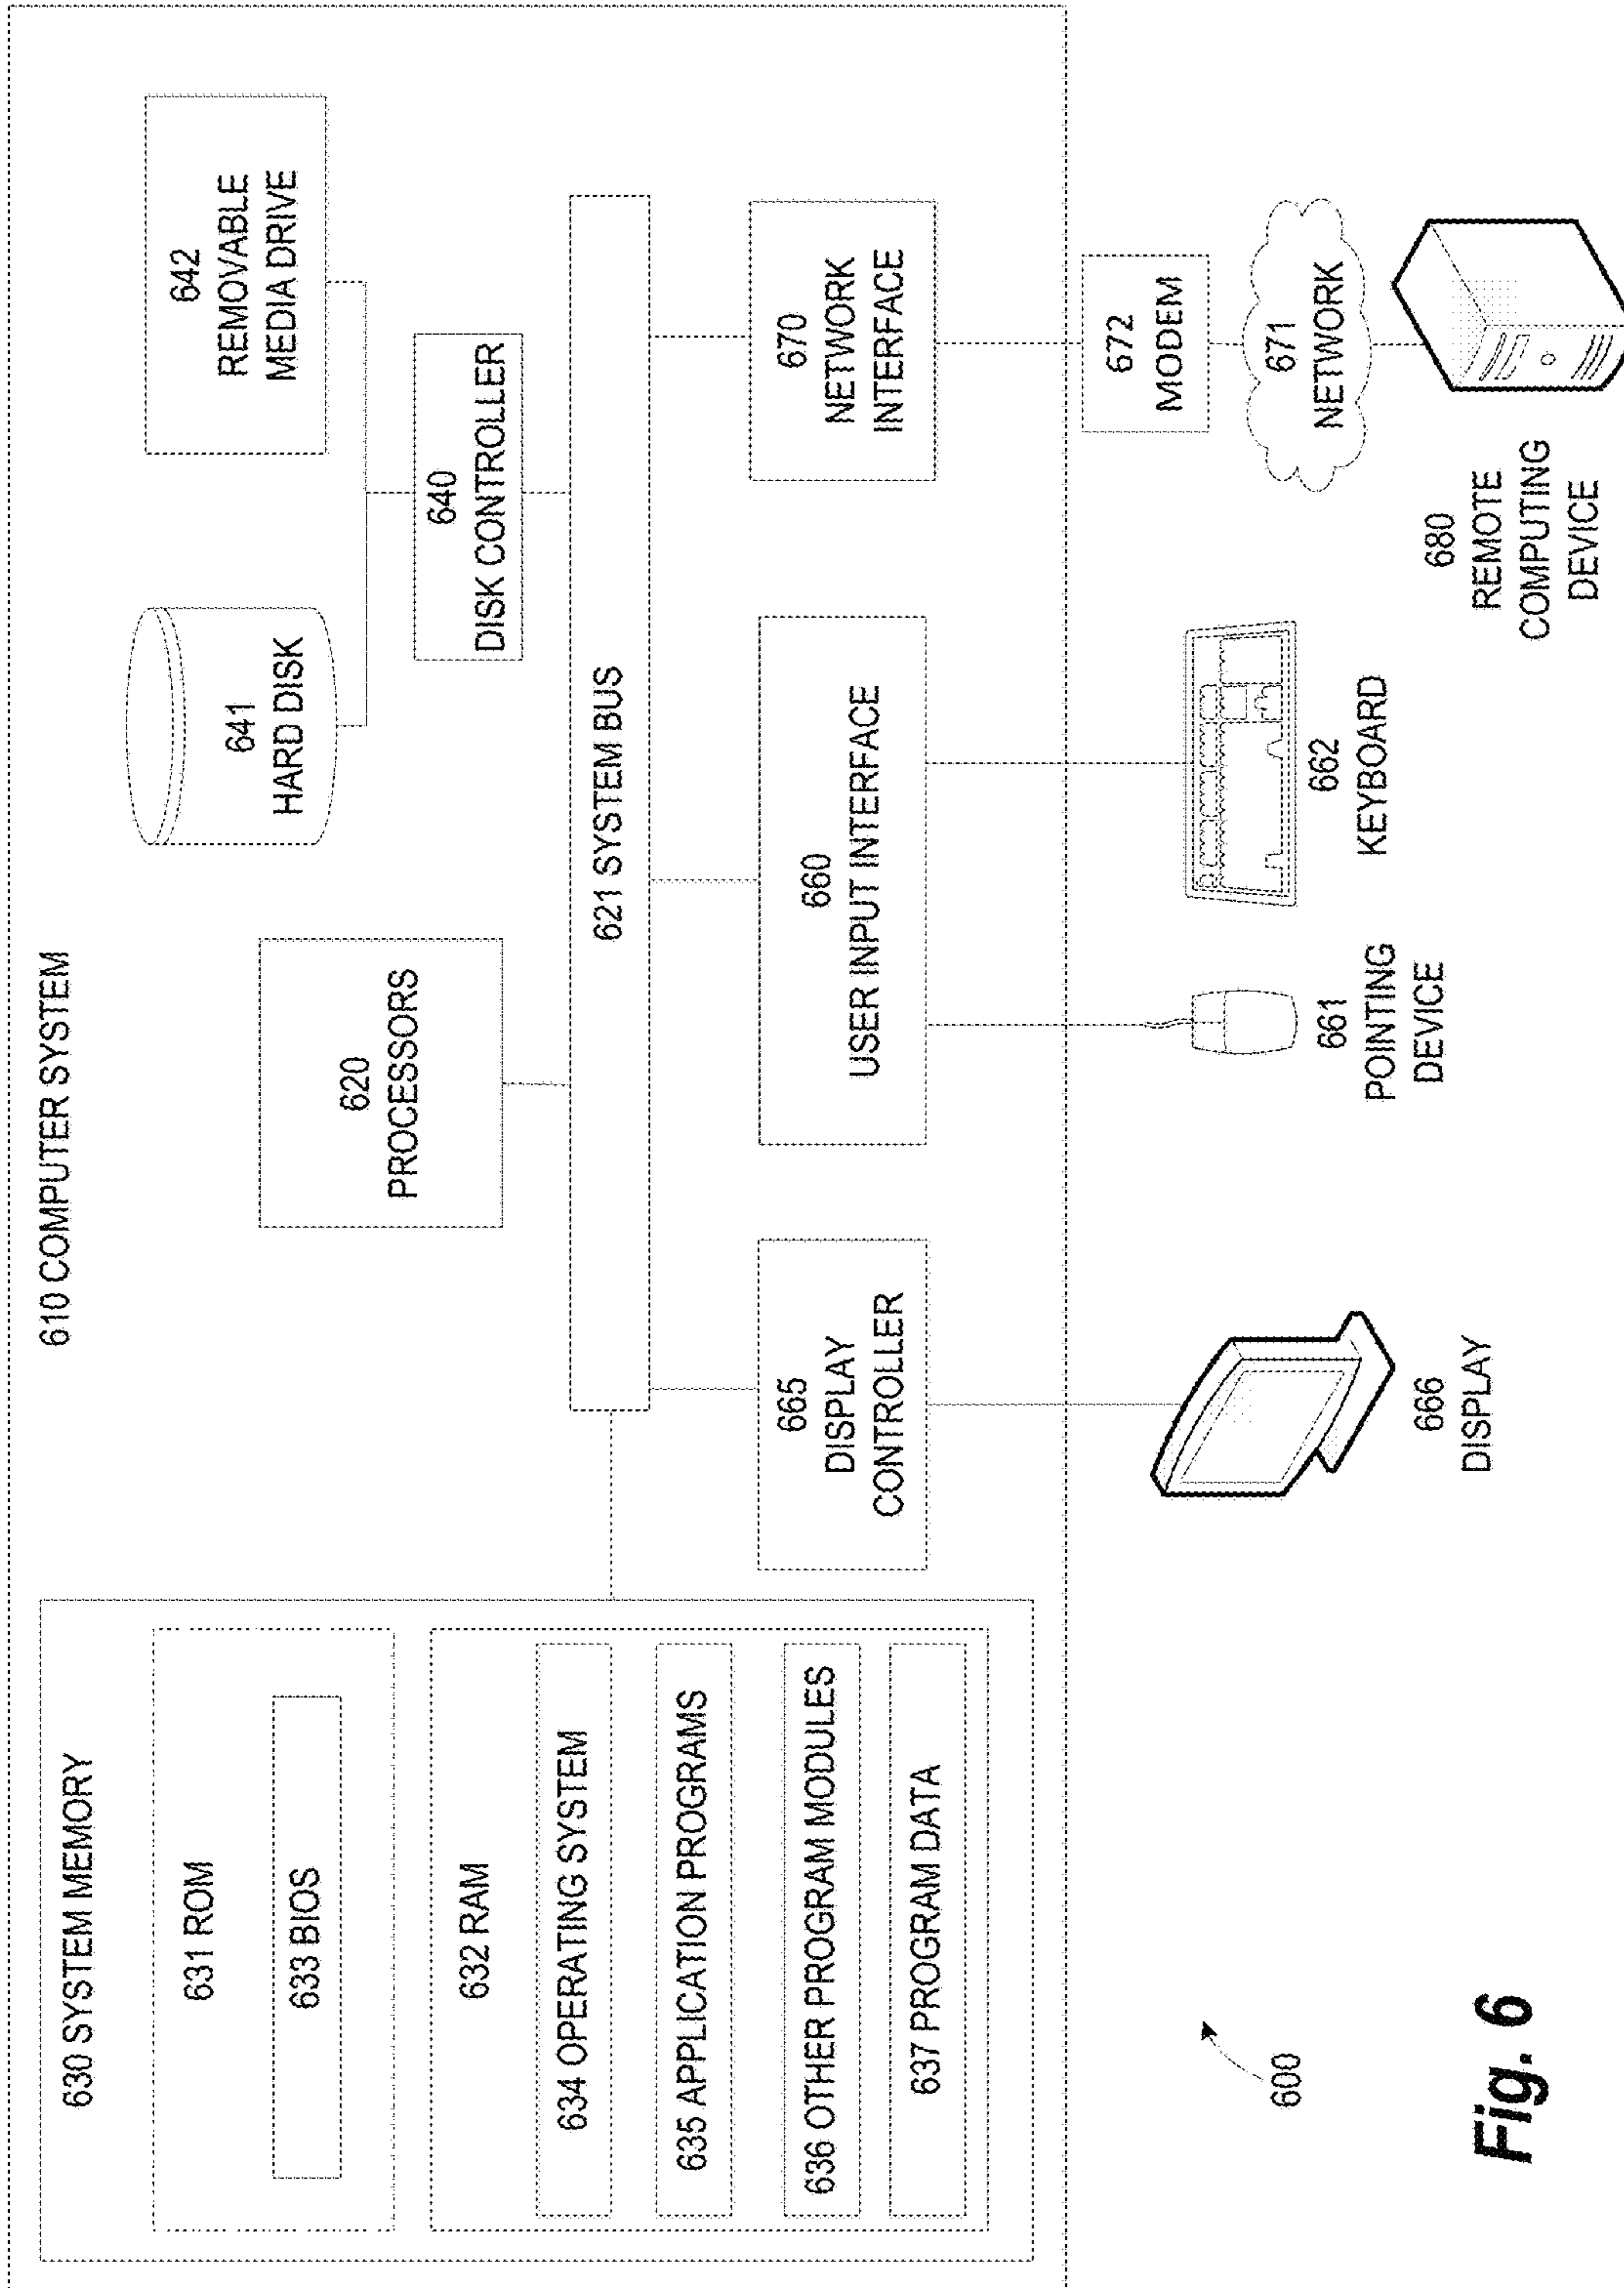 610 COMPUTER SYSTEM
630 SYSTEM MEMORY
631 ROM
633 BIOS
632 RAM
634 OPERATING SYSTEM
635 APPLICATION PROGRAMS
636 OTHER PROGRAM MODULES
637 PROGRAM DATA
620
PROCESSORS
641
HARD DISK
642
REMOVABLE
MEDIA DRIVE
640
DISK CONTROLLER
621 SYSTEM BUS
665
DISPLAY
CONTROLLER
660
USER INPUT INTERFACE
670
NETWORK
INTERFACE
672
MODEM
671
NETWORK
666
DISPLAY
661
POINTING
DEVICE
662
KEYBOARD
680
REMOTE
COMPUTING
DEVICE
600
Fig. 6